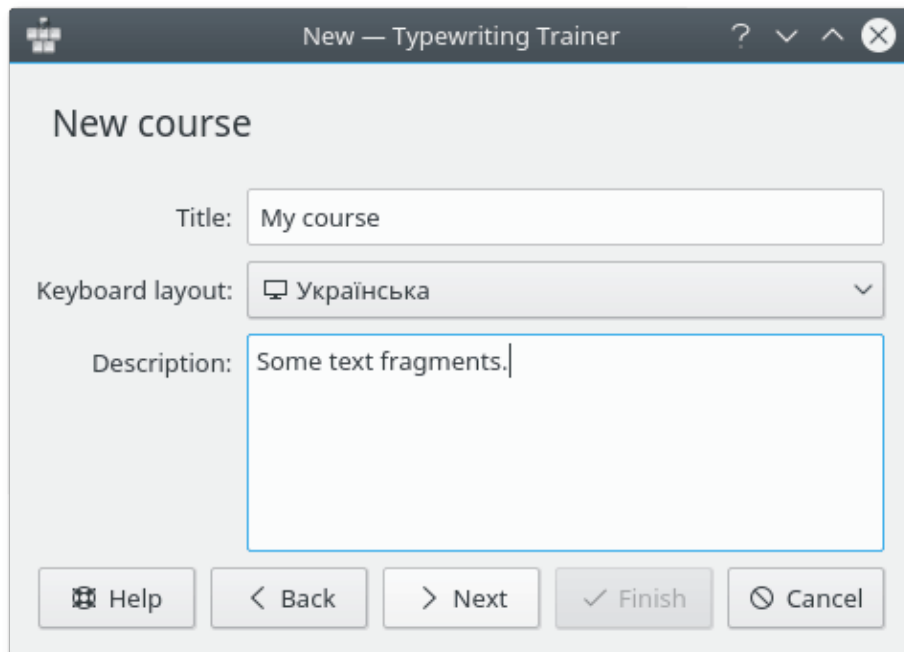 New — Typewriting Trainer
New course
Title: My course
Keyboard layout: Українська
Description: Some text fragments.
Help Back Next Finish Cancel